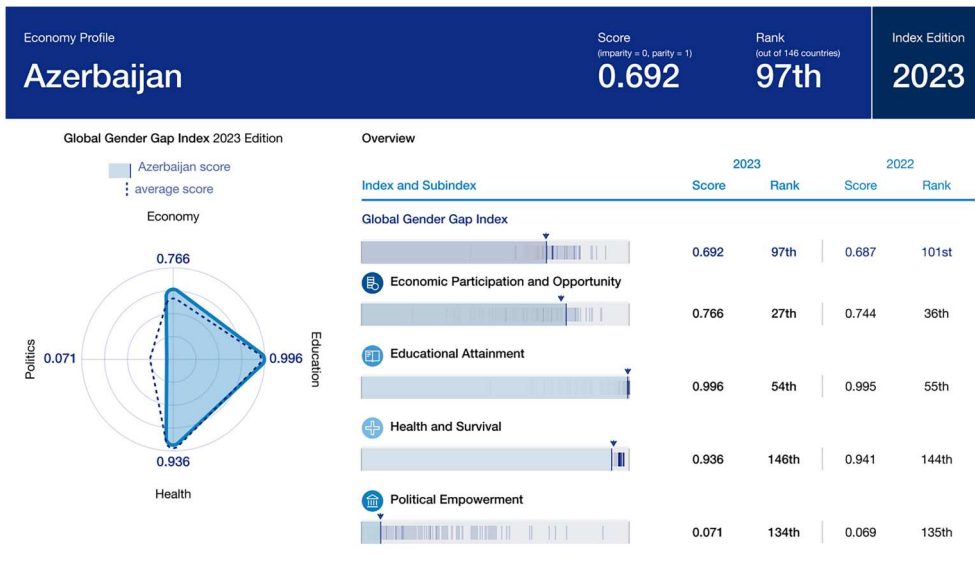 Economy Profile
Azerbaijan
Score
(imparity = 0, parity = 1)
0.692
Rank
(out of 146 countries)
97th
Index Edition
2023
Global Gender Gap Index 2023 Edition
Azerbaijan score
average score
Economy
0.766
Politics
0.071
0.996
Education
0.936
Health
Overview
2023 2022
Index and Subindex Score Rank Score Rank
Global Gender Gap Index
0.692 97th 0.687 101st
Economic Participation and Opportunity
0.766 27th 0.744 36th
Educational Attainment
0.996 54th 0.995 55th
Health and Survival
0.936 146th 0.941 144th
Political Empowerment
0.071 134th 0.069 135th